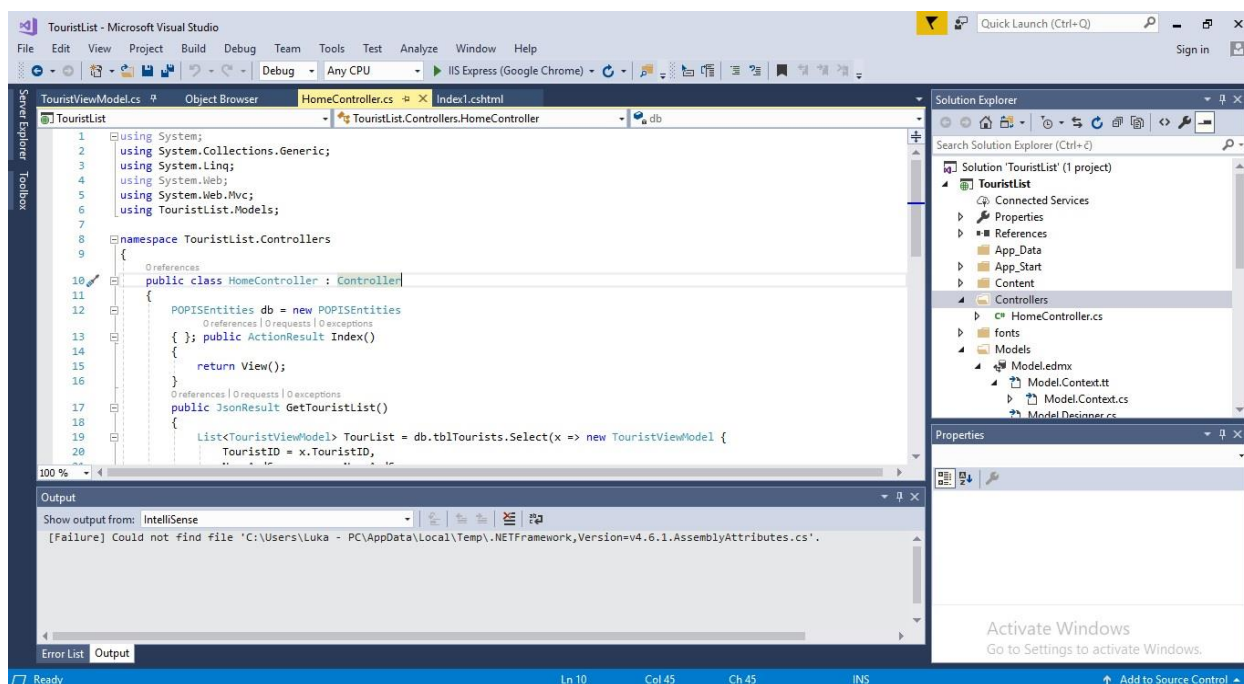 TouristList - Microsoft Visual Studio
Quick Launch (Ctrl+Q)
File Edit View Project Build Debug Team Tools Test Analyze Window Help
Sign in
Debug Any CPU IIS Express (Google Chrome)
Server Explorer
Toolbox
TouristViewModel.cs Object Browser HomeController.cs Index1.cshtml
TouristList TouristList.Controllers.HomeController db
1 using System;
2 using System.Collections.Generic;
3 using System.Linq;
4 using System.Web;
5 using System.Web.Mvc;
6 using TouristList.Models;
7
8 namespace TouristList.Controllers
9 {
0 references
10 public class HomeController : Controller
11 {
12 POPISEntities db = new POPISEntities
0 references | 0 requests | 0 exceptions
13 { }; public ActionResult Index()
14 {
15 return View();
16 }
0 references | 0 requests | 0 exceptions
17 public JsonResult GetTouristList()
18 {
19 List<TouristViewModel> TourList = db.tblTourists.Select(x => new TouristViewModel {
20 TouristID = x.TouristID,
100 %
Output
Show output from: IntelliSense
[Failure] Could not find file 'C:\Users\Luka - PC\AppData\Local\Temp\.NETFramework,Version=v4.6.1.AssemblyAttributes.cs'.
Error List Output
Solution Explorer
Search Solution Explorer (Ctrl+č)
Solution 'TouristList' (1 project)
TouristList
Connected Services
Properties
References
App_Data
App_Start
Content
Controllers
C# HomeController.cs
fonts
Models
Model.edmx
Model.Context.tt
Model.Context.cs
Model.Designer.cs
Properties
Activate Windows
Go to Settings to activate Windows.
Ready Ln 10 Col 45 Ch 45 INS Add to Source Control